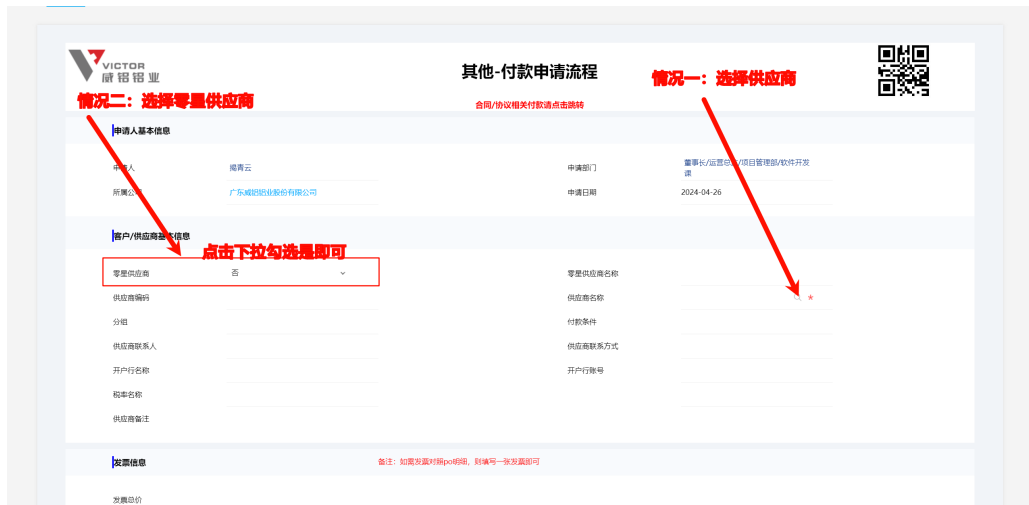 VICTOR
威铝铝业
其他-付款申请流程
情况一：选择供应商
情况二：选择零星供应商
合同/协议相关付款请点击跳转
申请人基本信息
申请人 揭青云 申请部门 董事长/运营总监/项目管理部/软件开发课
所属公司 广东威铝铝业股份有限公司 申请日期 2024-04-26
客户/供应商基本信息
点击下拉勾选是即可
零星供应商 否 零星供应商名称
供应商编码 供应商名称 *
分组 付款条件
供应商联系人 供应商联系方式
开户行名称 开户行账号
税率名称
供应商备注
发票信息 备注：如需发票对照po明细，则填写一张发票即可
发票总价